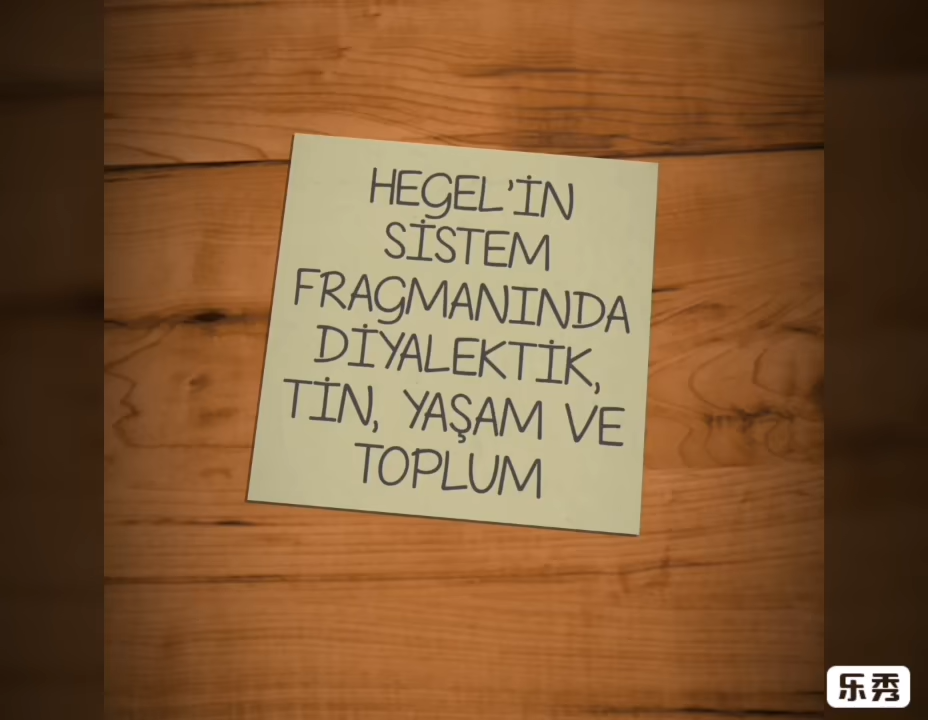 HEGEL'İN
SİSTEM
FRAGMANINDA
DİYALEKTİK,
TİN, YAŞAM VE
TOPLUM
乐秀